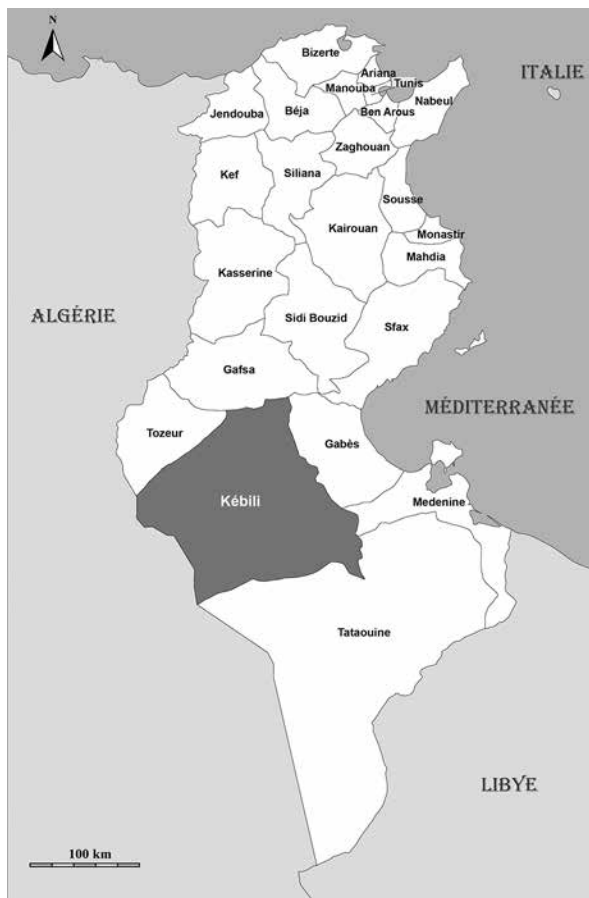 N
Bizerte
ITALIE
Ariana
Tunis
Manouba
Nabeul
Jendouba
Béja
Ben Arous
Zaghouan
Kef
Siliana
Sousse
Kairouan
Monastir
Mahdia
Kasserine
ALGÉRIE
Sidi Bouzid
Sfax
Gafsa
MÉDITERRANÉE
Tozeur
Gabès
Kébili
Medenine
Tataouine
LIBYE
100 km